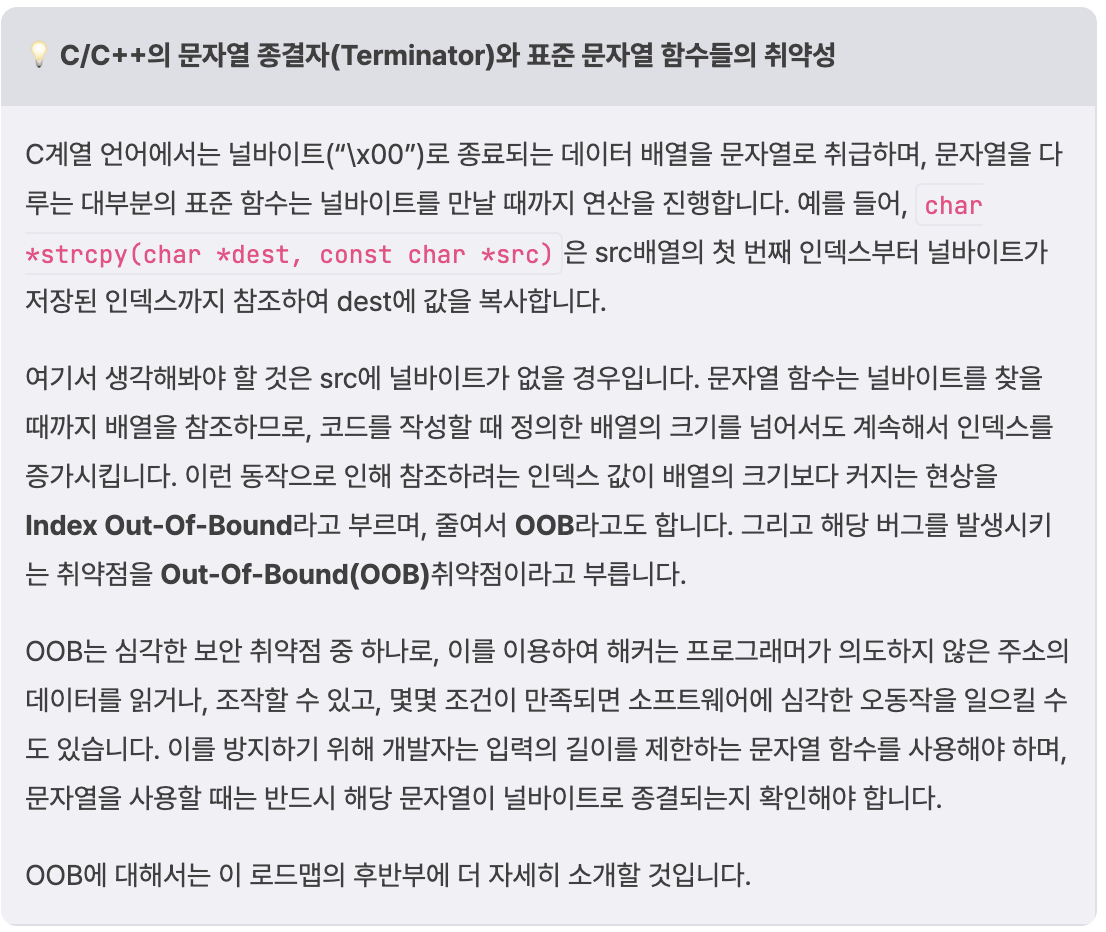 💡 C/C++의 문자열 종결자(Terminator)와 표준 문자열 함수들의 취약성
C계열 언어에서는 널바이트(“\x00”)로 종료되는 데이터 배열을 문자열로 취급하며, 문자열을 다
루는 대부분의 표준 함수는 널바이트를 만날 때까지 연산을 진행합니다. 예를 들어, char
*strcpy(char *dest, const char *src)은 src배열의 첫 번째 인덱스부터 널바이트가
저장된 인덱스까지 참조하여 dest에 값을 복사합니다.
여기서 생각해봐야 할 것은 src에 널바이트가 없을 경우입니다. 문자열 함수는 널바이트를 찾을
때까지 배열을 참조하므로, 코드를 작성할 때 정의한 배열의 크기를 넘어서도 계속해서 인덱스를
증가시킵니다. 이런 동작으로 인해 참조하려는 인덱스 값이 배열의 크기보다 커지는 현상을
Index Out-Of-Bound라고 부르며, 줄여서 OOB라고도 합니다. 그리고 해당 버그를 발생시키
는 취약점을 Out-Of-Bound(OOB)취약점이라고 부릅니다.
OOB는 심각한 보안 취약점 중 하나로, 이를 이용하여 해커는 프로그래머가 의도하지 않은 주소의
데이터를 읽거나, 조작할 수 있고, 몇몇 조건이 만족되면 소프트웨어에 심각한 오동작을 일으킬 수
도 있습니다. 이를 방지하기 위해 개발자는 입력의 길이를 제한하는 문자열 함수를 사용해야 하며,
문자열을 사용할 때는 반드시 해당 문자열이 널바이트로 종결되는지 확인해야 합니다.
OOB에 대해서는 이 로드맵의 후반부에 더 자세히 소개할 것입니다.